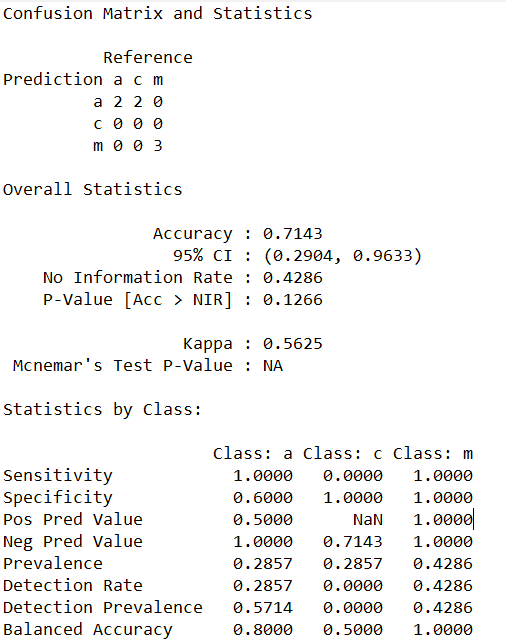 Confusion Matrix and Statistics
Reference
Prediction a c m
a 2 2 0
c 0 0 0
m 0 0 3
Overall Statistics
Accuracy : 0.7143
95% CI : (0.2904, 0.9633)
No Information Rate : 0.4286
P-Value [Acc > NIR] : 0.1266
Kappa : 0.5625
Mcnemar's Test P-Value : NA
Statistics by Class:
Class: a Class: c Class: m
Sensitivity 1.0000 0.0000 1.0000
Specificity 0.6000 1.0000 1.0000
Pos Pred Value 0.5000 NaN 1.0000
Neg Pred Value 1.0000 0.7143 1.0000
Prevalence 0.2857 0.2857 0.4286
Detection Rate 0.2857 0.0000 0.4286
Detection Prevalence 0.5714 0.0000 0.4286
Balanced Accuracy 0.8000 0.5000 1.0000